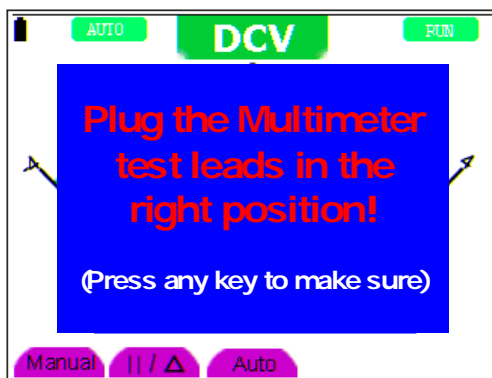 AUTO DCV RUN
Plug the Multimeter
test leads in the
right position!
(Press any key to make sure)
Manual || / Δ Auto